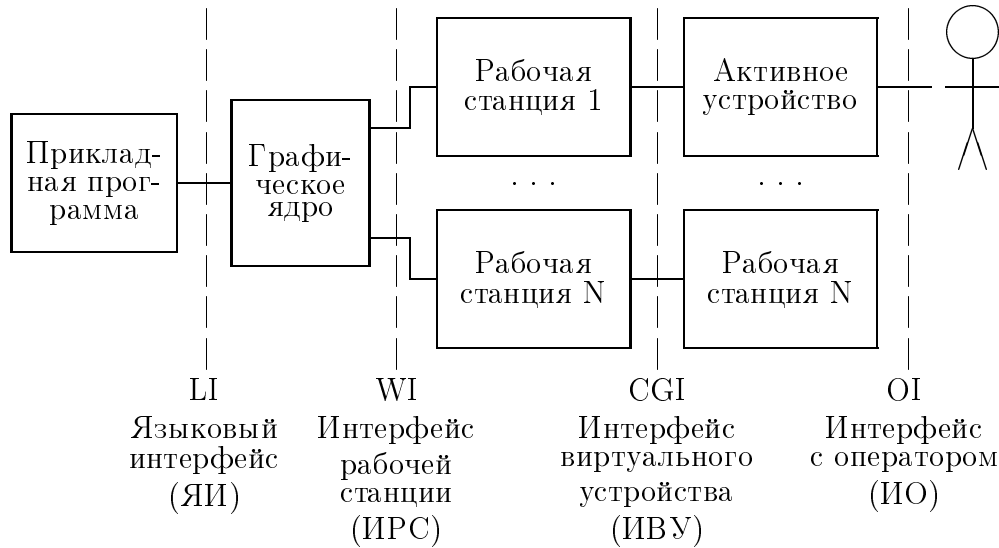 Приклад-
ная прог-
рамма
Графи-
ческое
ядро
Рабочая
станция 1
Активное
устройство
. . .
. . .
Рабочая
станция N
Рабочая
станция N
LI
Языковый
интерфейс
(ЯИ)
WI
Интерфейс
рабочей
станции
(ИРС)
CGI
Интерфейс
виртуального
устройства
(ИВУ)
OI
Интерфейс
с оператором
(ИО)